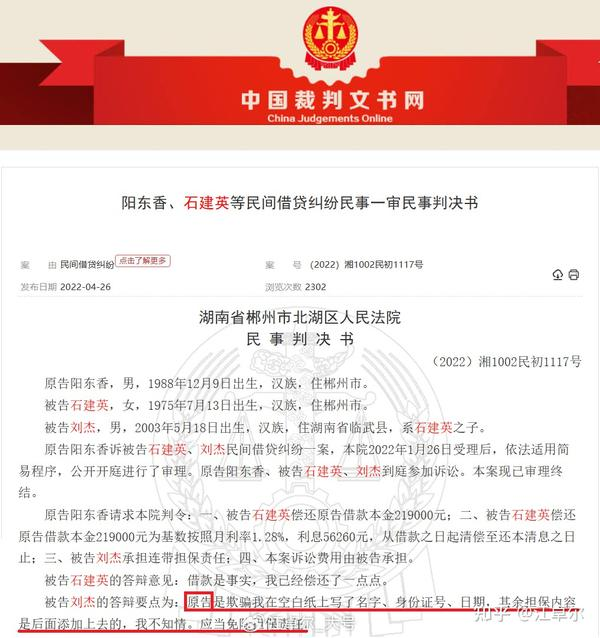 中国裁判文书网
China Judgements Online
阳东香、石建英等民间借贷纠纷民事一审民事判决书
案 由 民间借贷纠纷 点击了解更多 案 号 (2022)湘1002民初1117号
发布日期 2022-04-26 浏览次数 2302
湖南省郴州市北湖区人民法院
民 事 判 决 书
(2022)湘1002民初1117号
原告阳东香,男,1988年12月9日出生,汉族,住郴州市。
被告石建英,女,1975年7月13日出生,汉族,住郴州市。
被告刘杰,男,2003年5月18日出生,汉族,住湖南省临武县,系石建英之子。
原告阳东香诉被告石建英、刘杰民间借贷纠纷一案,本院2022年1月26日受理后,依法适用简
易程序,公开开庭进行了审理。原告阳东香、被告石建英、刘杰到庭参加诉讼。本案现已审理终
结。
原告阳东香请求本院判令:一、被告石建英偿还原告借款本金219000元;二、被告石建英偿还
原告借款本金219000元为基数按照月利率1.28%,利息56260元,从借款之日起清偿至还本清息之日
止;三、被告刘杰承担连带担保责任;四、本案诉讼费用由被告承担。
被告石建英的答辩意见:借款是事实,我已经偿还了一点点。
被告刘杰的答辩要点为:原告是欺骗我在空白纸上写了名字、身份证号、日期,其余担保内容
是后面添加上去的,我不知情。应当免除担保责任。
知乎 @江卓尔